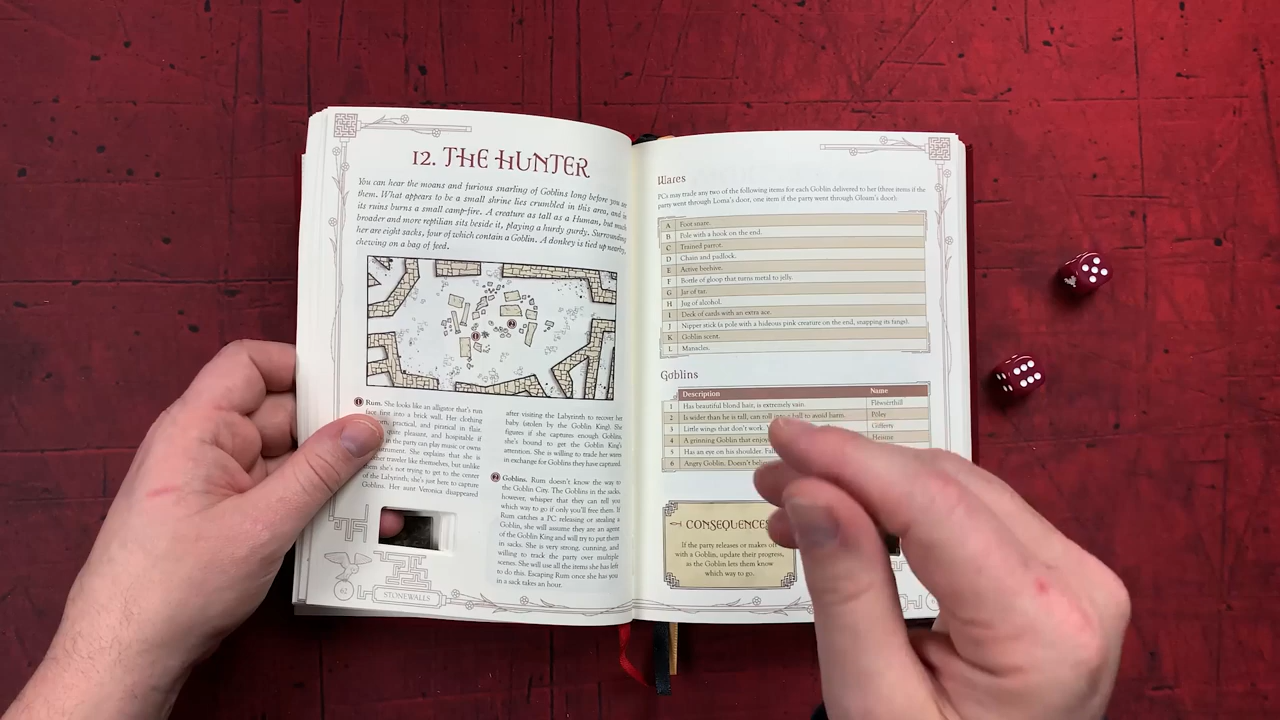 12. THE HUNTER
You can hear the moans and furious snarling of Goblins long before you see
them. What appears to be a small shrine lies crumbled in this area, and in
its ruins burns a small camp-fire. A creature as tall as a Human, but much
broader and more reptilian sits beside it, playing a hurdy gurdy. Surrounding
her are eight sacks, four of which contain a Goblin. A donkey is tied up nearby,
chewing on a bag of feed.
2
1
1 Rum. She looks like an alligator that's run
face first into a brick wall. Her clothing
practical, and piratical in flair.
quite pleasant, and hospitable if
in the party can play music or owns
instrument. She explains that she is
traveler like themselves, but unlike
them she's not trying to get to the center
of the Labyrinth, she's just here to capture
Goblins. Her aunt Veronica disappeared
after visiting the Labyrinth to recover her
baby (stolen by the Goblin King). She
figures if she captures enough Goblins,
she's bound to get the Goblin King's
attention. She is willing to trade her wares
in exchange for Goblins they have captured.
2 Goblins. Rum doesn't know the way to
the Goblin City. The Goblins in the sacks,
however, whisper that they can tell you
which way to go if only you'll free them. If
Rum catches a PC releasing or stealing a
Goblin, she will assume they are an agent
of the Goblin King and will try to put them
in sacks. She is very strong, cunning, and
willing to track the party over multiple
scenes. She will use all the items she has left
to do this. Escaping Rum once she has you
in a sack takes an hour.
62
STONEWALLS
Wares
PCs may trade any two of the following items for each Goblin delivered to her (three items if the
party went through Loma's door, one item if the party went through Gloam's door):
A Foot snare.
B Pole with a hook on the end.
C Trained parrot.
D Chain and padlock.
E Active beehive.
F Bottle of gloop that turns metal to jelly.
G Jar of tar.
H Jug of alcohol.
I Deck of cards with an extra ace.
J Nipper stick (a pole with a hideous pink creature on the end, snapping its fangs).
K Goblin scent.
L Manacles.
Goblins
Description Name
1 Has beautiful blond hair, is extremely vain.
2 Is wider than he is tall, can roll into a ball to avoid harm.
3 Little wings that don't work.
4 A grinning Goblin that enjoy
5 Has an eye on his shoulder.
6 Angry Goblin. Doesn't
CONSEQUENCES
If the party releases or makes off
with a Goblin, update their progress,
as the Goblin lets them know
which way to go.